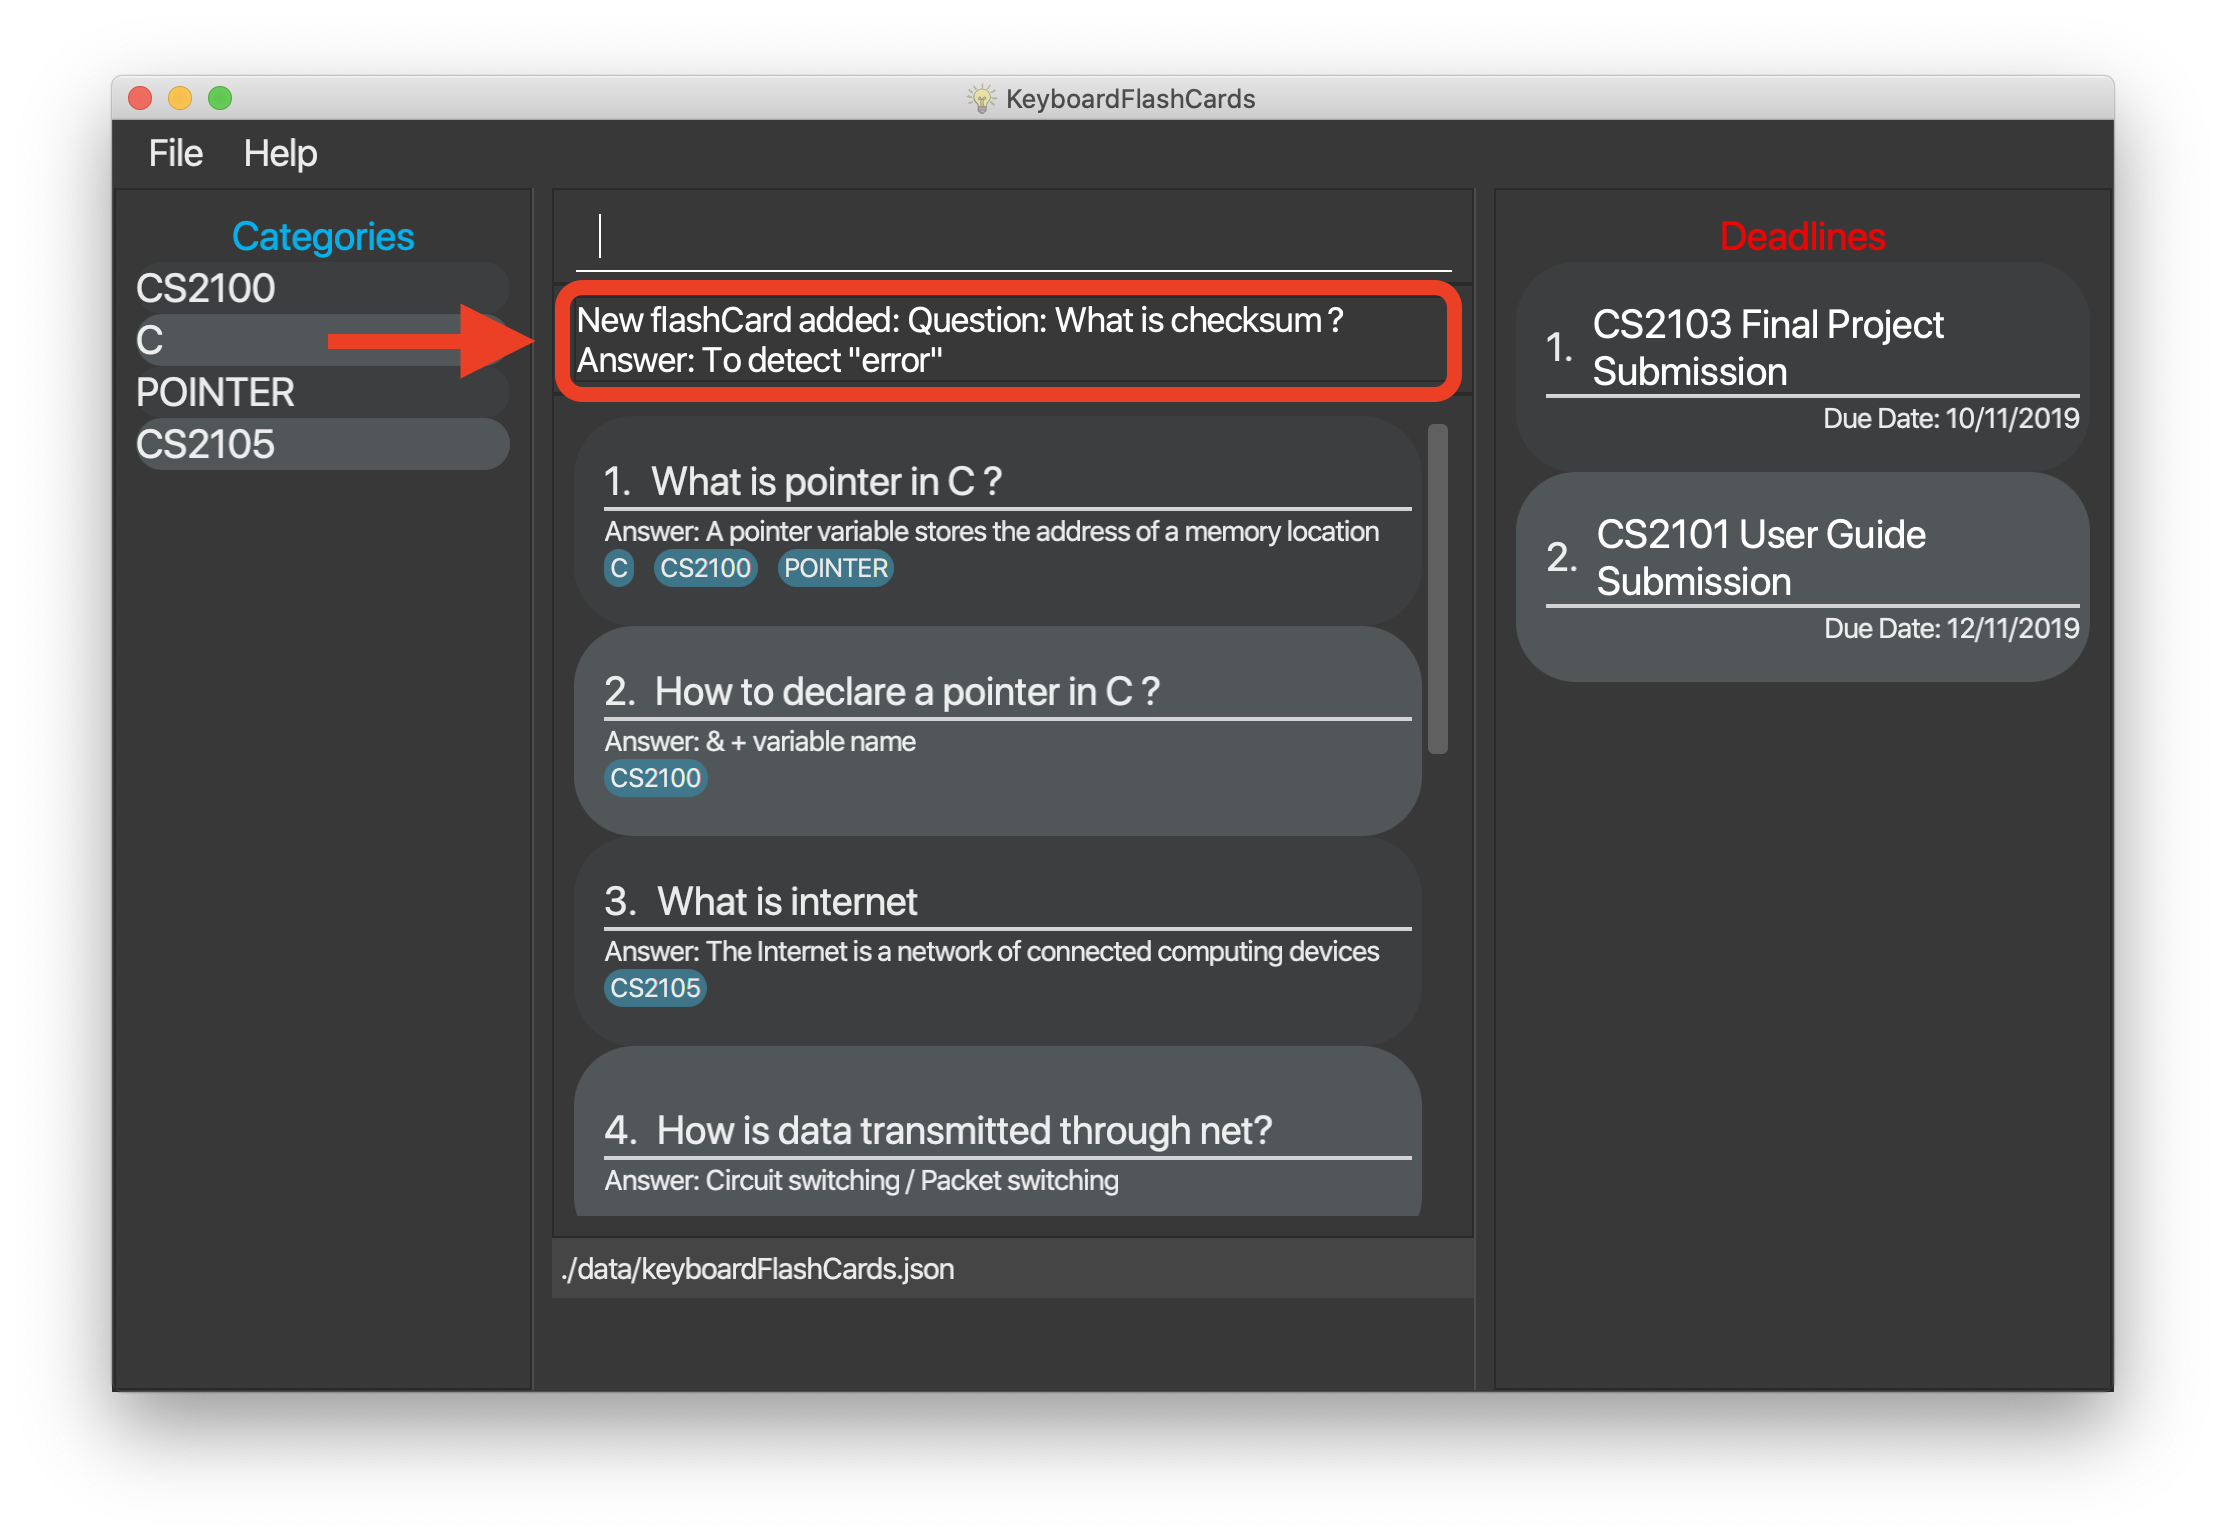 KeyboardFlashCards
File Help
Categories
CS2100
C
POINTER
CS2105
New flashCard added: Question: What is checksum ?
Answer: To detect "error"
1. What is pointer in C ?
Answer: A pointer variable stores the address of a memory location
C CS2100 POINTER
2. How to declare a pointer in C ?
Answer: & + variable name
CS2100
3. What is internet
Answer: The Internet is a network of connected computing devices
CS2105
4. How is data transmitted through net?
Answer: Circuit switching / Packet switching
./data/keyboardFlashCards.json
Deadlines
1. CS2103 Final Project
Submission
Due Date: 10/11/2019
2. CS2101 User Guide
Submission
Due Date: 12/11/2019